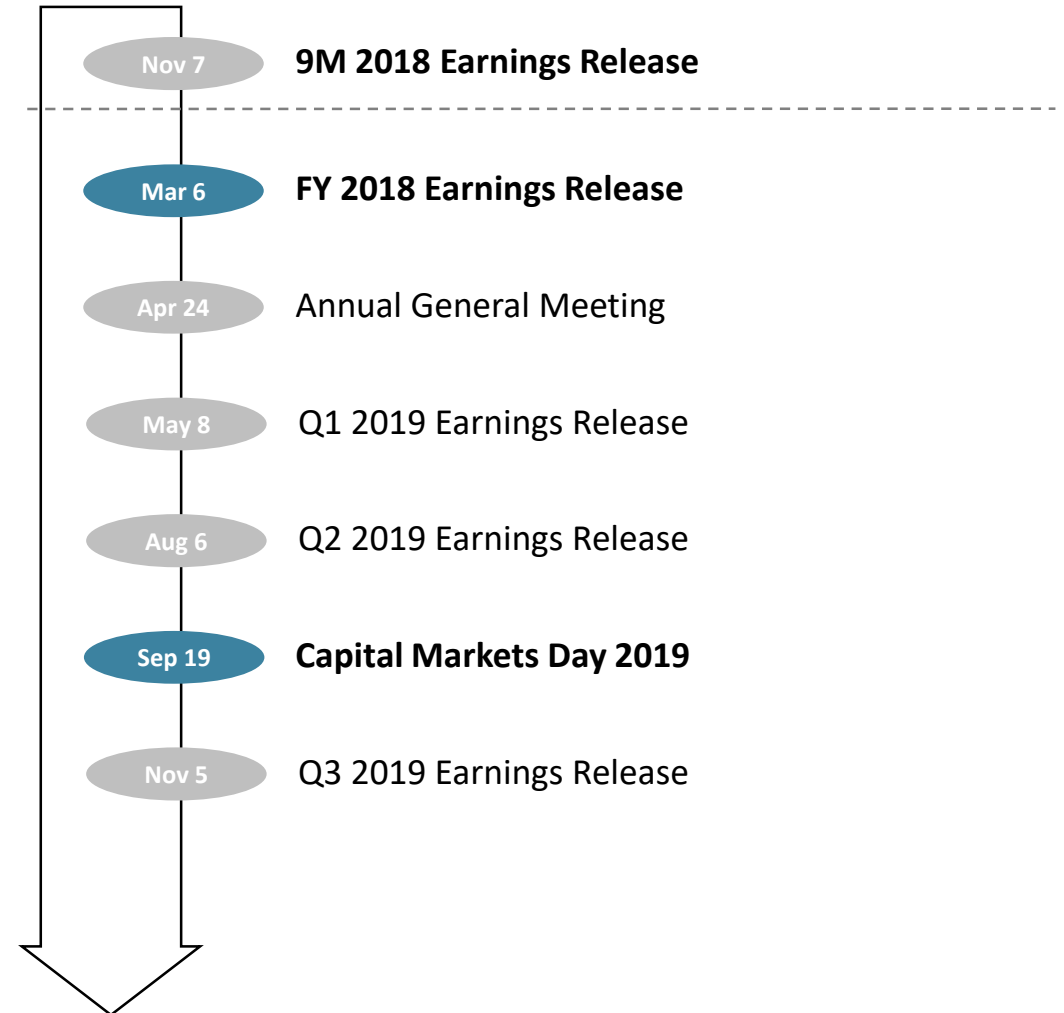 Nov 7 9M 2018 Earnings Release
Mar 6 FY 2018 Earnings Release
Apr 24 Annual General Meeting
May 8 Q1 2019 Earnings Release
Aug 6 Q2 2019 Earnings Release
Sep 19 Capital Markets Day 2019
Nov 5 Q3 2019 Earnings Release